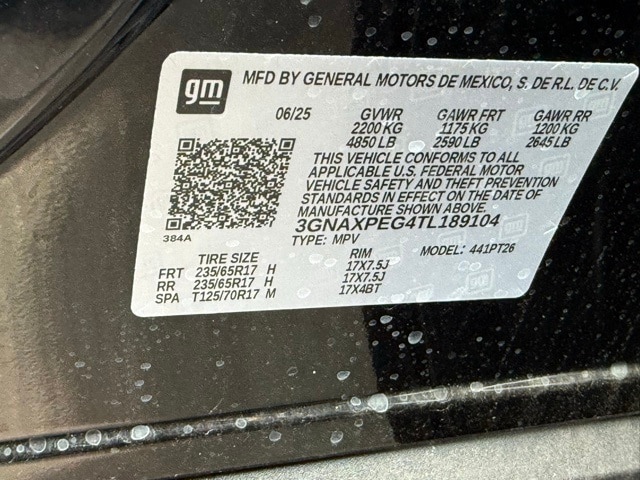 gm
MFD BY GENERAL MOTORS DE MEXICO, S. DE R.L. DE C.V.
06/25 GVWR GAWR FRT GAWR RR
2200 KG 1175 KG 1200 KG
4850 LB 2590 LB 2645 LB
THIS VEHICLE CONFORMS TO ALL
APPLICABLE U.S. FEDERAL MOTOR
VEHICLE SAFETY AND THEFT PREVENTION
STANDARDS IN EFFECT ON THE DATE OF
MANUFACTURE SHOWN ABOVE.
3GNAXPEG4TL189104
384A
TYPE: MPV MODEL: 441PT26
TIRE SIZE RIM
FRT 235/65R17 H 17X7.5J
RR 235/65R17 H 17X7.5J
SPA T125/70R17 M 17X4BT